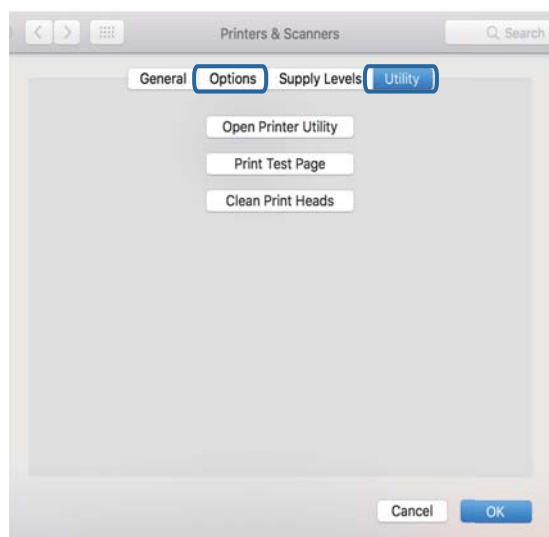 Printers & Scanners Search
General Options Supply Levels Utility
Open Printer Utility
Print Test Page
Clean Print Heads
Cancel OK